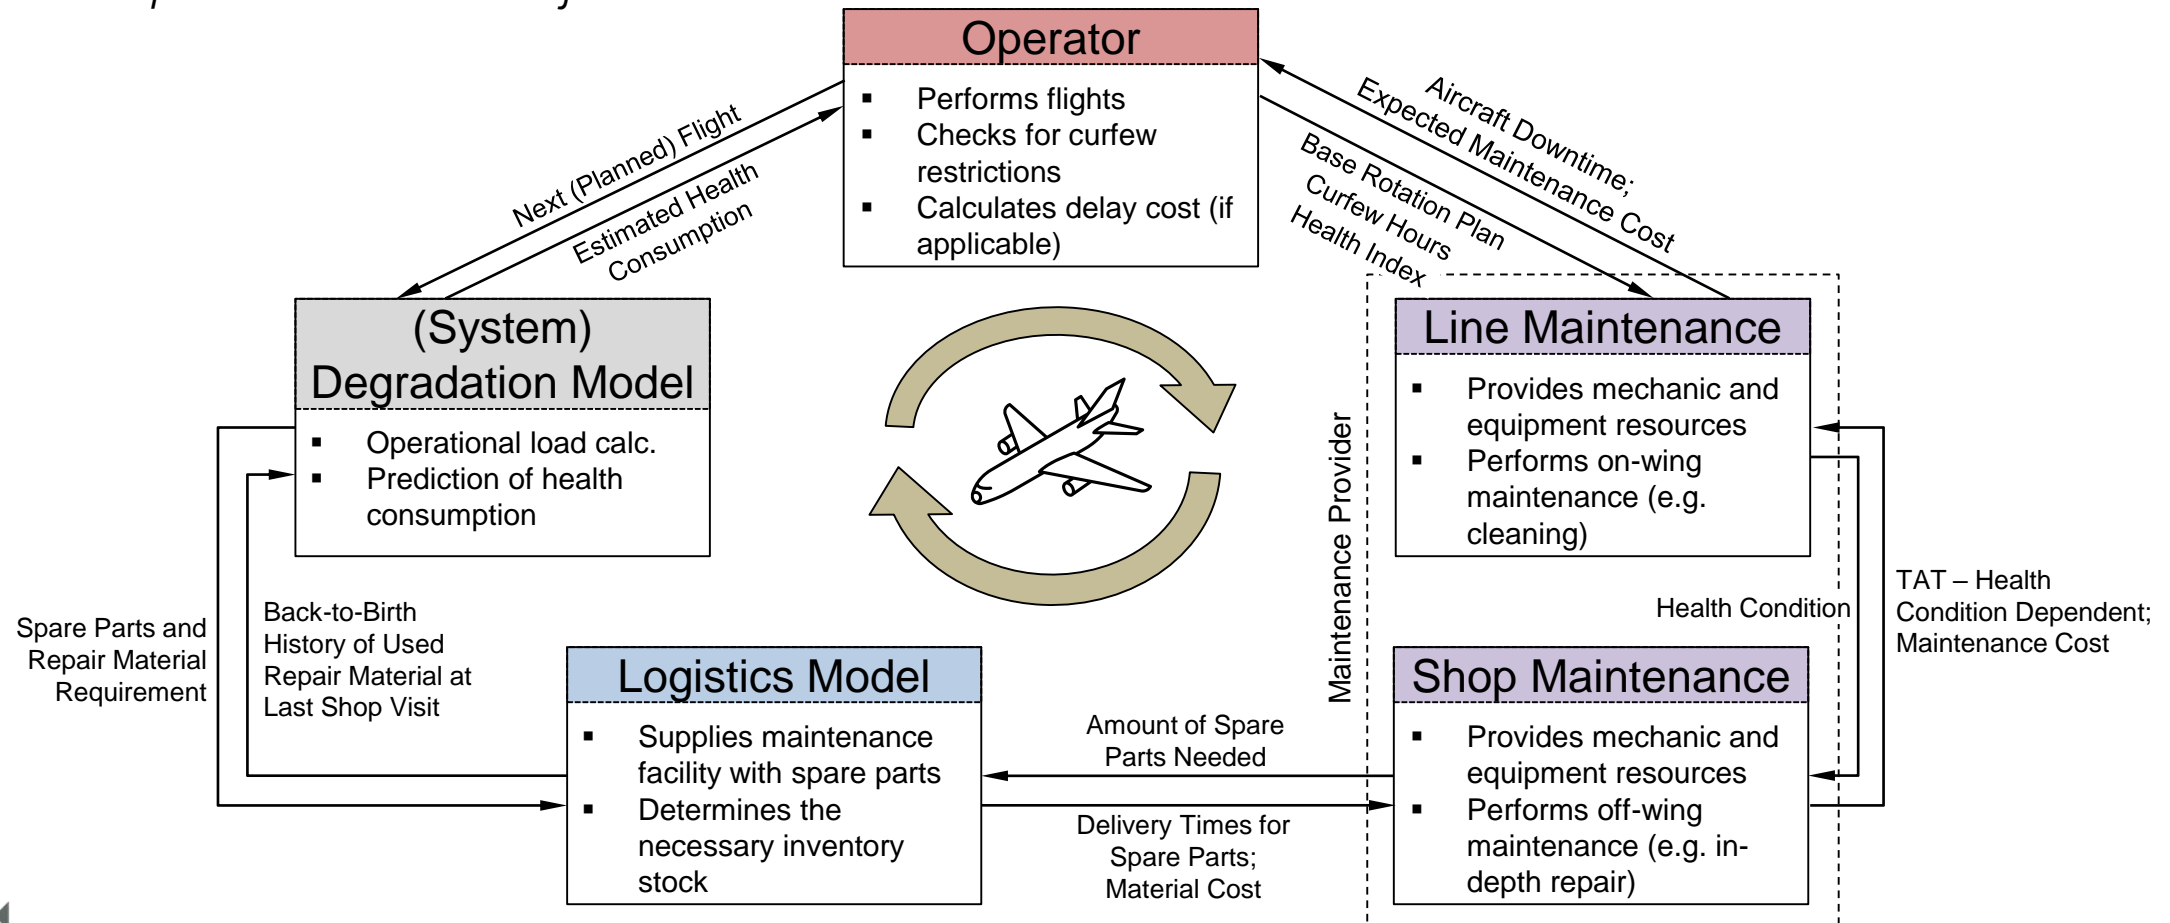 Operator
▪ Performs flights
▪ Checks for curfew
restrictions
▪ Calculates delay cost (if
applicable)
Next (Planned) Flight
Estimated Health
Consumption
Aircraft Downtime;
Expected Maintenance Cost
Base Rotation Plan
Curfew Hours
Health Index
(System)
Degradation Model
▪ Operational load calc.
▪ Prediction of health
consumption
Line Maintenance
▪ Provides mechanic and
equipment resources
▪ Performs on-wing
maintenance (e.g.
cleaning)
Maintenance Provider
Spare Parts and
Repair Material
Requirement
Back-to-Birth
History of Used
Repair Material at
Last Shop Visit
Health Condition
TAT – Health
Condition Dependent;
Maintenance Cost
Logistics Model
▪ Supplies maintenance
facility with spare parts
▪ Determines the
necessary inventory
stock
Amount of Spare
Parts Needed
Delivery Times for
Spare Parts;
Material Cost
Shop Maintenance
▪ Provides mechanic and
equipment resources
▪ Performs off-wing
maintenance (e.g. in-
depth repair)